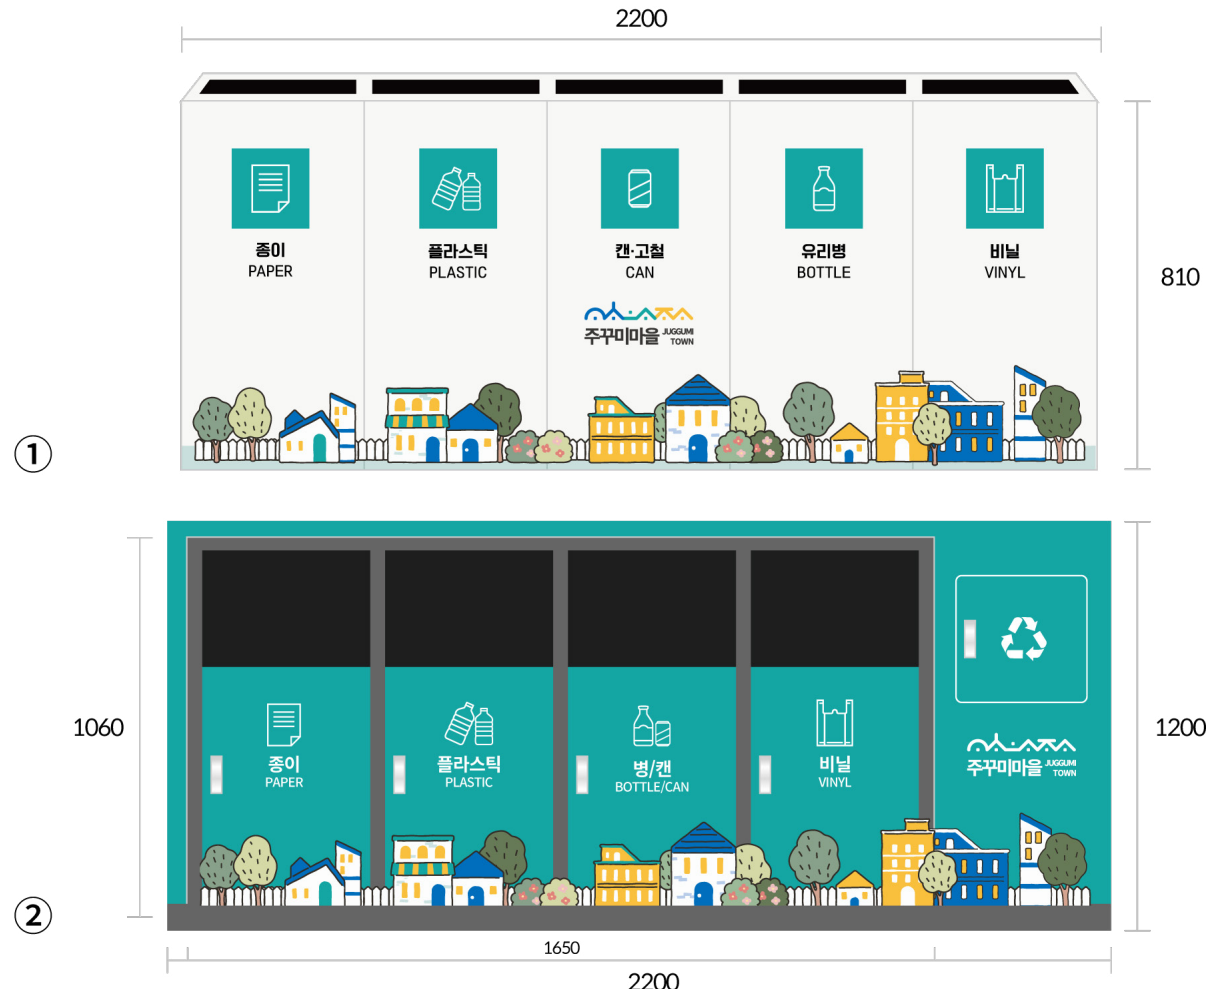 2200
종이
PAPER
플라스틱
PLASTIC
캔·고철
CAN
유리병
BOTTLE
비닐
VINYL
주꾸미마을 JUGGUMI
TOWN
810
①
종이
PAPER
플라스틱
PLASTIC
병/캔
BOTTLE/CAN
비닐
VINYL
주꾸미마을 JUGGUMI
TOWN
1060
1200
②
1650
2200